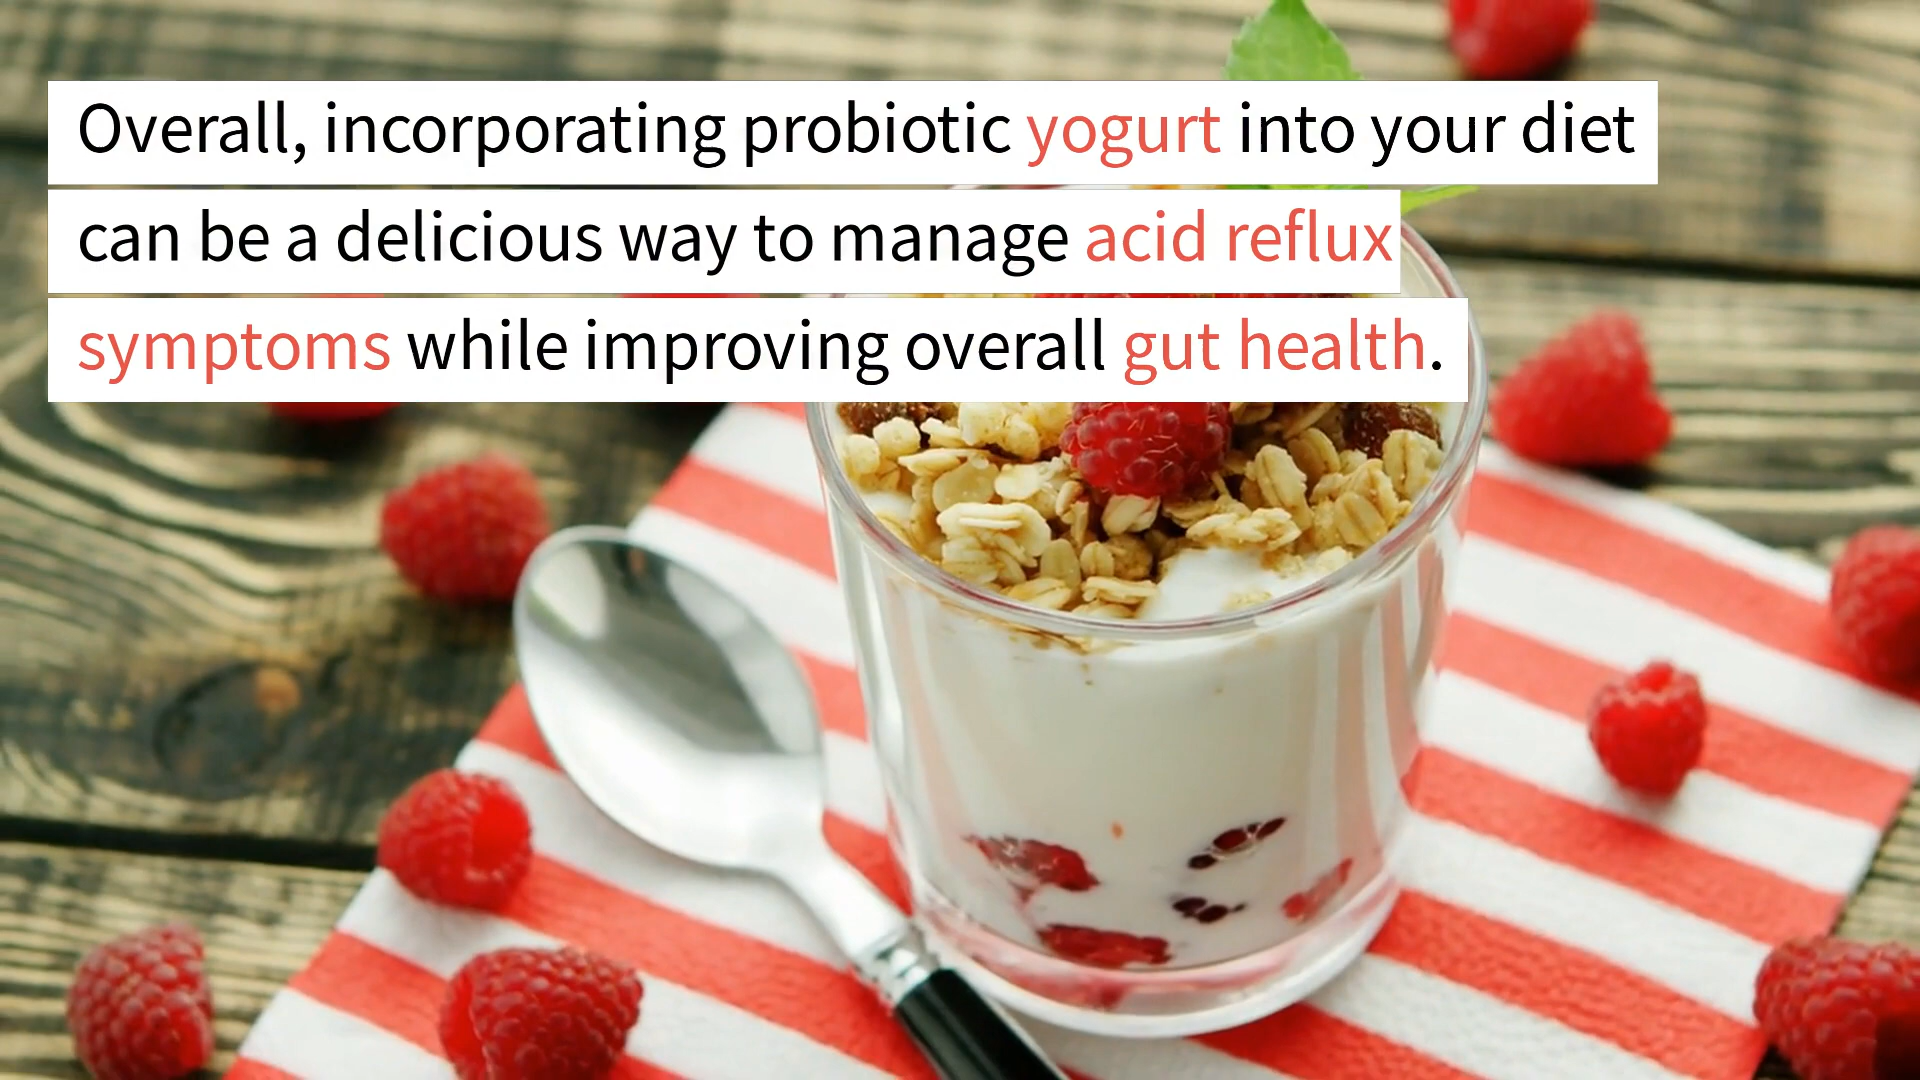 Overall, incorporating probiotic yogurt into your diet
can be a delicious way to manage acid reflux
symptoms while improving overall gut health.